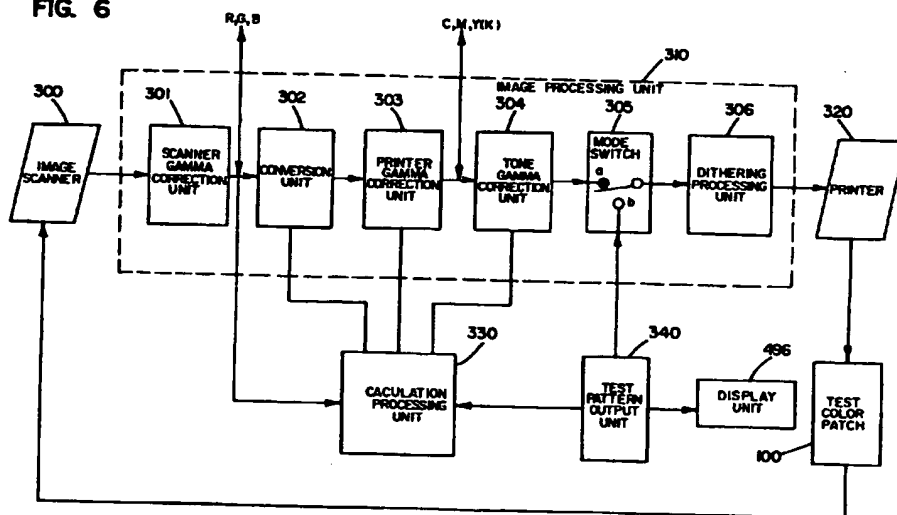 FIG. 6
R,G,B
C,M,Y(K)
310
IMAGE PROCESSING UNIT
300
301
302
303
304
305
306
320
IMAGE
SCANNER
SCANNER
GAMMA
CORRECTION
UNIT
CONVERSION
UNIT
PRINTER
GAMMA
CORRECTION
UNIT
TONE
GAMMA
CORRECTION
UNIT
MODE
SWITCH
a
b
DITHERING
PROCESSING
UNIT
PRINTER
330
340
496
CACULATION
PROCESSING
UNIT
TEST
PATTERN
OUTPUT
UNIT
DISPLAY
UNIT
TEST
COLOR
PATCH
100